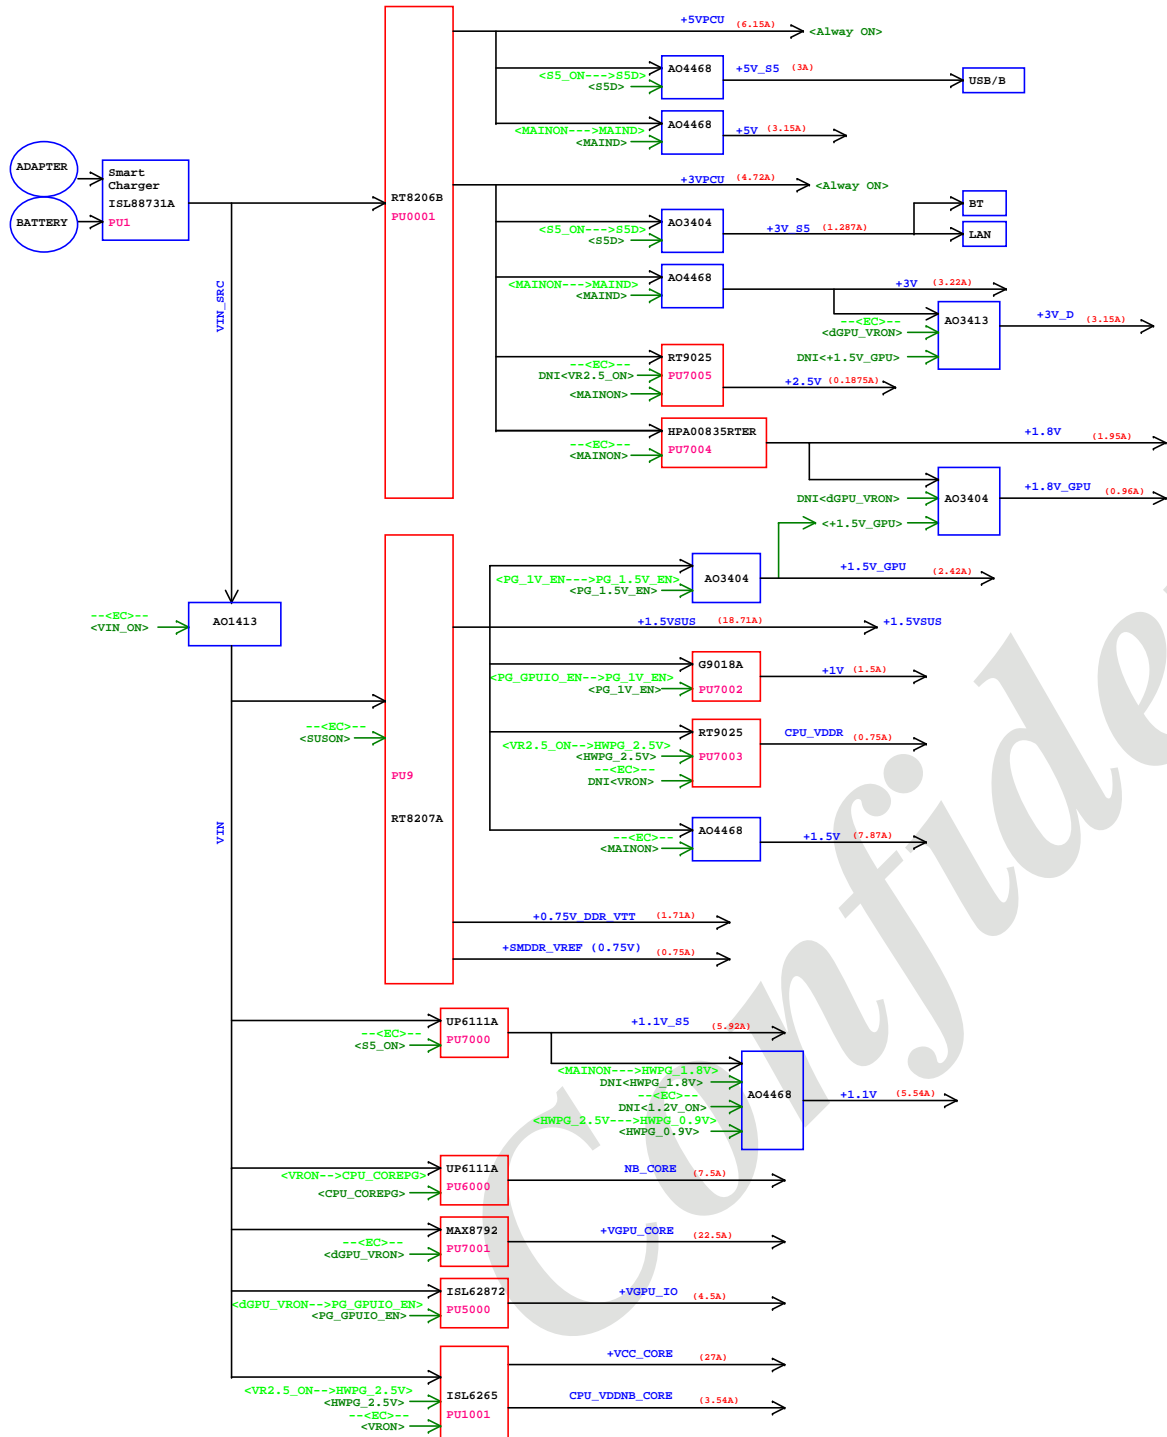 +5VPCU (6.15A)
<Alway ON>
<S5_ON--->S5D>
<S5D>
AO4468
+5V_S5 (3A)
USB/B
<MAINON--->MAIND>
<MAIND>
AO4468
+5V (3.15A)
ADAPTER
BATTERY
Smart
Charger
ISL88731A
PU1
RT8206B
PU0001
+3VPCU (4.72A)
<Alway ON>
<S5_ON--->S5D>
<S5D>
AO3404
+3V_S5 (1.287A)
BT
LAN
<MAINON--->MAIND>
<MAIND>
AO4468
+3V (3.22A)
VIN_SRC
--<EC>--
<dGPU_VRON>
DNI<+1.5V_GPU>
AO3413
+3V_D (3.15A)
--<EC>--
DNI<VR2.5_ON>
<MAINON>
RT9025
PU7005
+2.5V (0.1875A)
--<EC>--
<MAINON>
HPA00835RTER
PU7004
+1.8V (1.95A)
DNI<dGPU_VRON>
<+1.5V_GPU>
AO3404
+1.8V_GPU (0.96A)
<PG_1V_EN--->PG_1.5V_EN>
<PG_1.5V_EN>
AO3404
+1.5V_GPU (2.42A)
--<EC>--
<VIN_ON>
AO1413
+1.5VSUS (18.71A)
+1.5VSUS
<PG_GPUIO_EN-->PG_1V_EN>
<PG_1V_EN>
G9018A
PU7002
+1V (1.5A)
--<EC>--
<SUSON>
PU9
RT8207A
<VR2.5_ON-->HWPG_2.5V>
<HWPG_2.5V>
--<EC>--
DNI<VRON>
RT9025
PU7003
CPU_VDDR (0.75A)
VIN
--<EC>--
<MAINON>
AO4468
+1.5V (7.87A)
+0.75V_DDR_VTT (1.71A)
+SMDDR_VREF (0.75V) (0.75A)
--<EC>--
<S5_ON>
UP6111A
PU7000
+1.1V_S5 (5.92A)
<MAINON--->HWPG_1.8V>
DNI<HWPG_1.8V>
--<EC>--
DNI<1.2V_ON>
<HWPG_2.5V--->HWPG_0.9V>
<HWPG_0.9V>
AO4468
+1.1V (5.54A)
<VRON-->CPU_COREPG>
<CPU_COREPG>
UP6111A
PU6000
NB_CORE (7.5A)
--<EC>--
<dGPU_VRON>
MAX8792
PU7001
+VGPU_CORE (22.5A)
<dGPU_VRON-->PG_GPUIO_EN>
<PG_GPUIO_EN>
ISL62872
PU5000
+VGPU_IO (4.5A)
<VR2.5_ON-->HWPG_2.5V>
<HWPG_2.5V>
--<EC>--
<VRON>
ISL6265
PU1001
+VCC_CORE (27A)
CPU_VDDNB_CORE (3.54A)
Confide